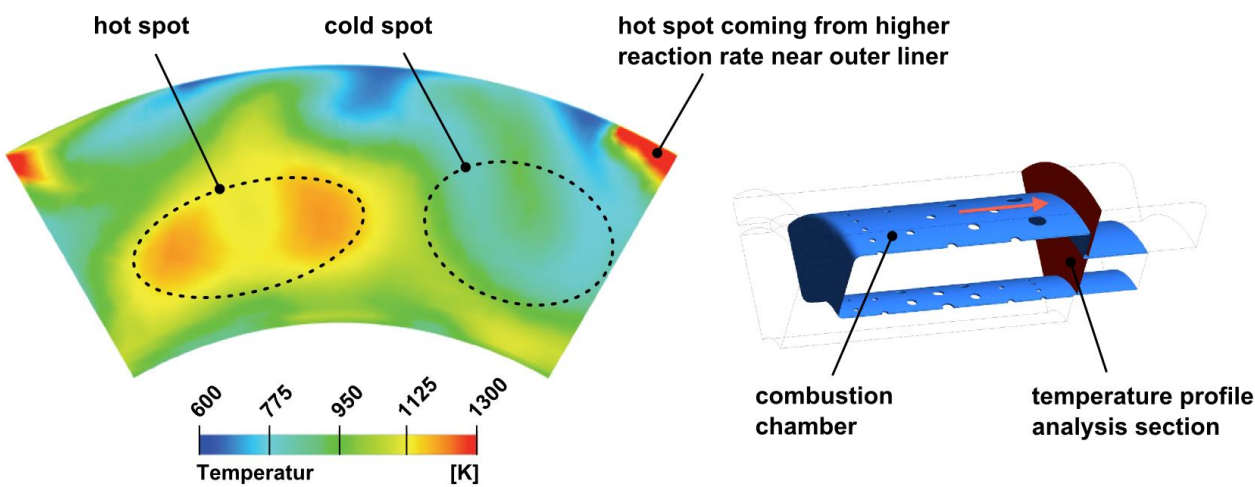 hot spot
cold spot
hot spot coming from higher
reaction rate near outer liner
600
775
950
1125
1300
Temperatur
[K]
combustion
chamber
temperature profile
analysis section